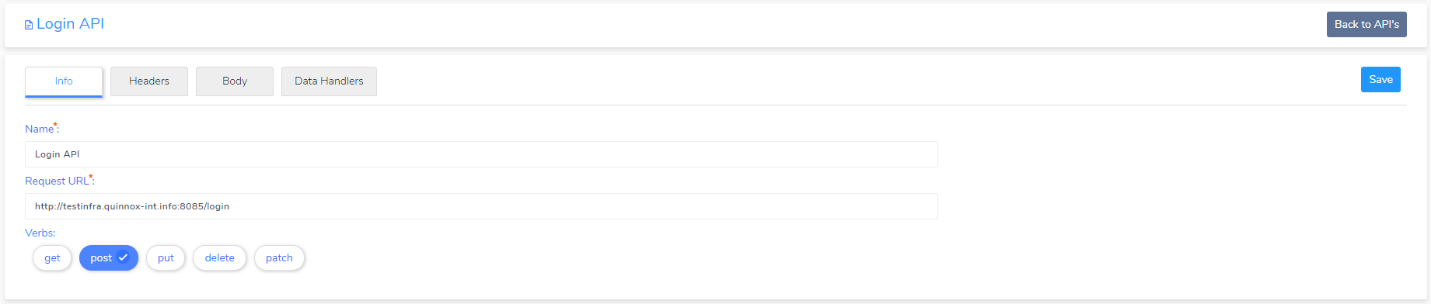 Login API
Back to API's
Info
Headers
Body
Data Handlers
Save
Name*:
Login API
Request URL*:
http://testinfra.quinnox-int.info:8085/login
Verbs:
get
post
put
delete
patch